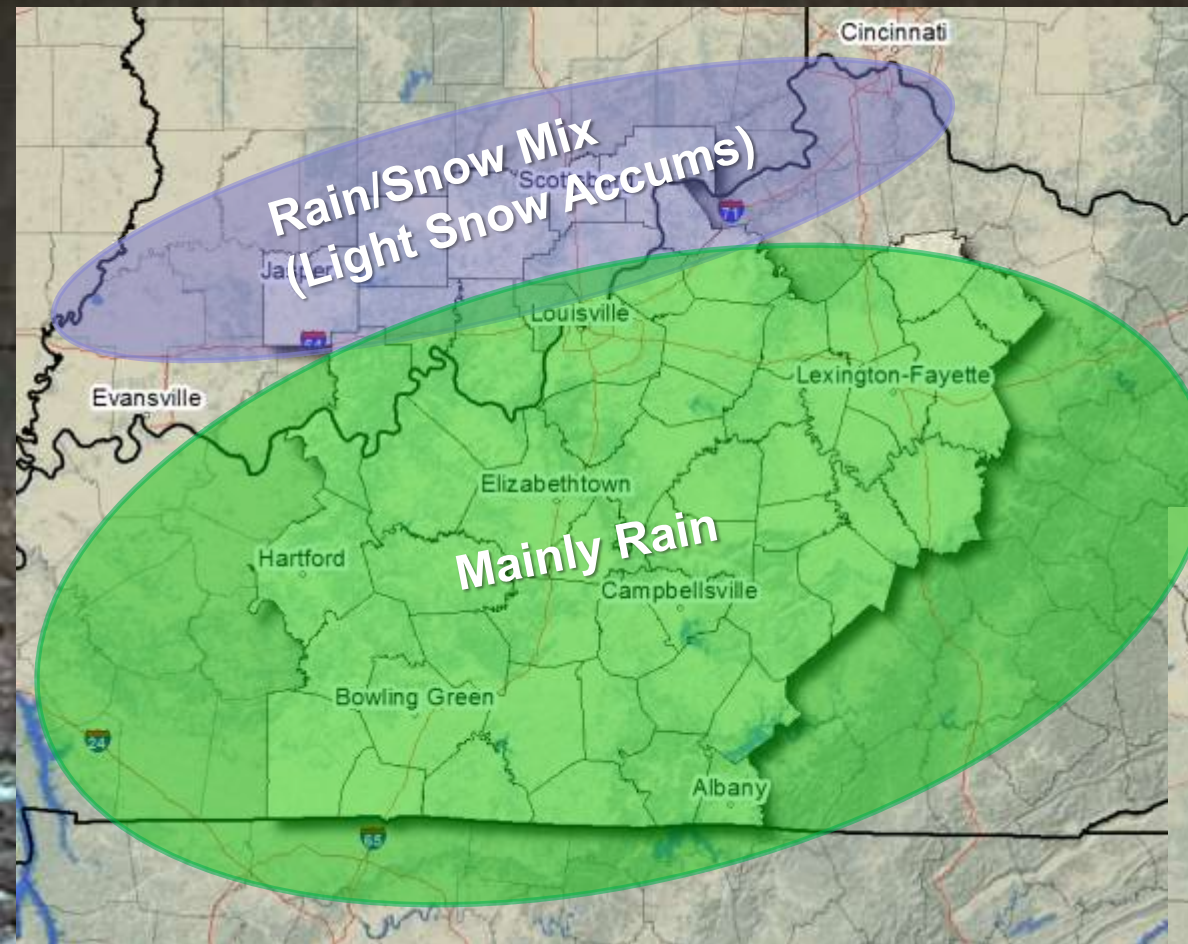 Cincinnati
Rain/Snow Mix
(Light Snow Accums)
71
Jasper
64
Louisville
Evansville
Lexington-Fayette
Elizabethtown
Mainly Rain
Hartford
Campbellsville
Bowling Green
24
Albany
65